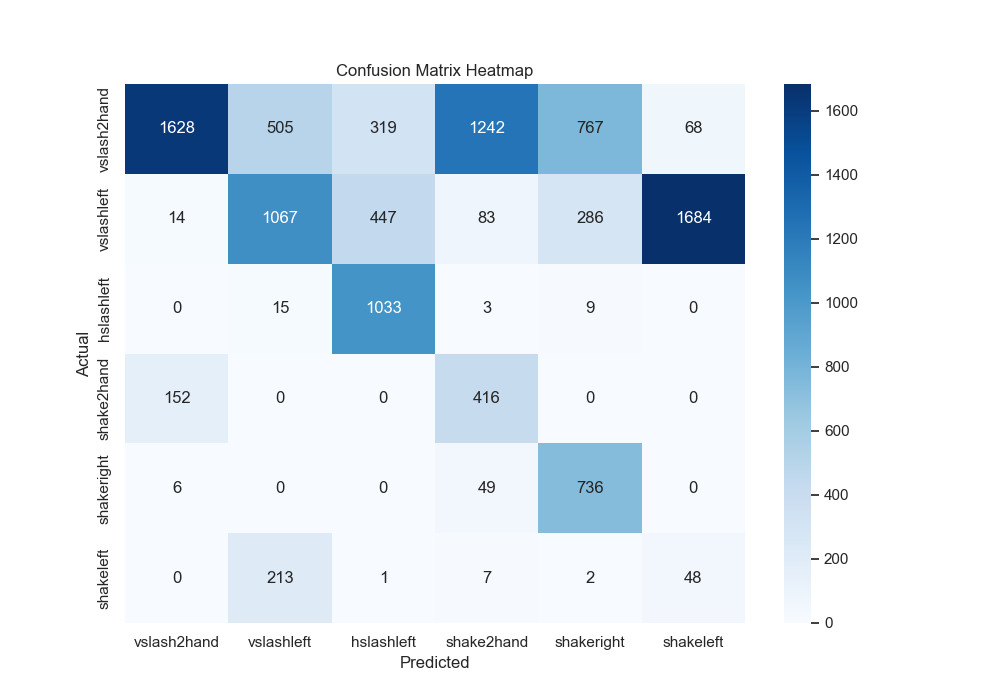 Confusion Matrix Heatmap
Actual
vslash2hand 1628 505 319 1242 767 68
vslashleft 14 1067 447 83 286 1684
hslashleft 0 15 1033 3 9 0
shake2hand 152 0 0 416 0 0
shakeright 6 0 0 49 736 0
shakeleft 0 213 1 7 2 48
vslash2hand vslashleft hslashleft shake2hand shakeright shakeleft
Predicted
1600
1400
1200
1000
800
600
400
200
0